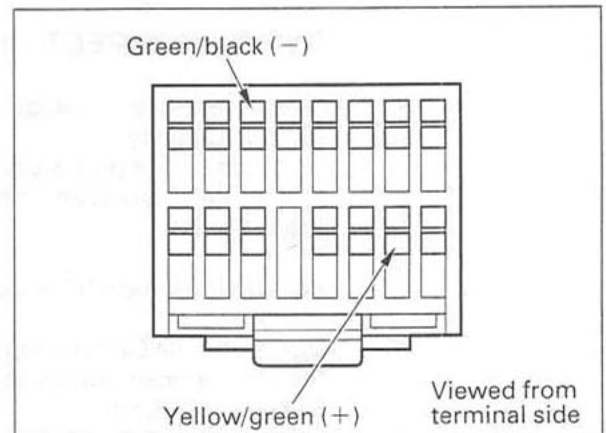 Green/black (−)
Viewed from
Yellow/green (+) terminal side